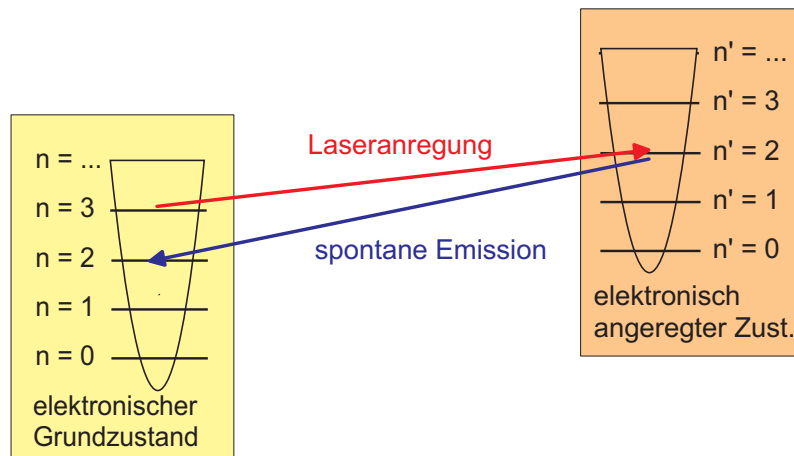 n = ...
n = 3
n = 2
n = 1
n = 0
elektronischer
Grundzustand
Laseranregung
spontane Emission
n' = ...
n' = 3
n' = 2
n' = 1
n' = 0
elektronisch
angeregter Zust.